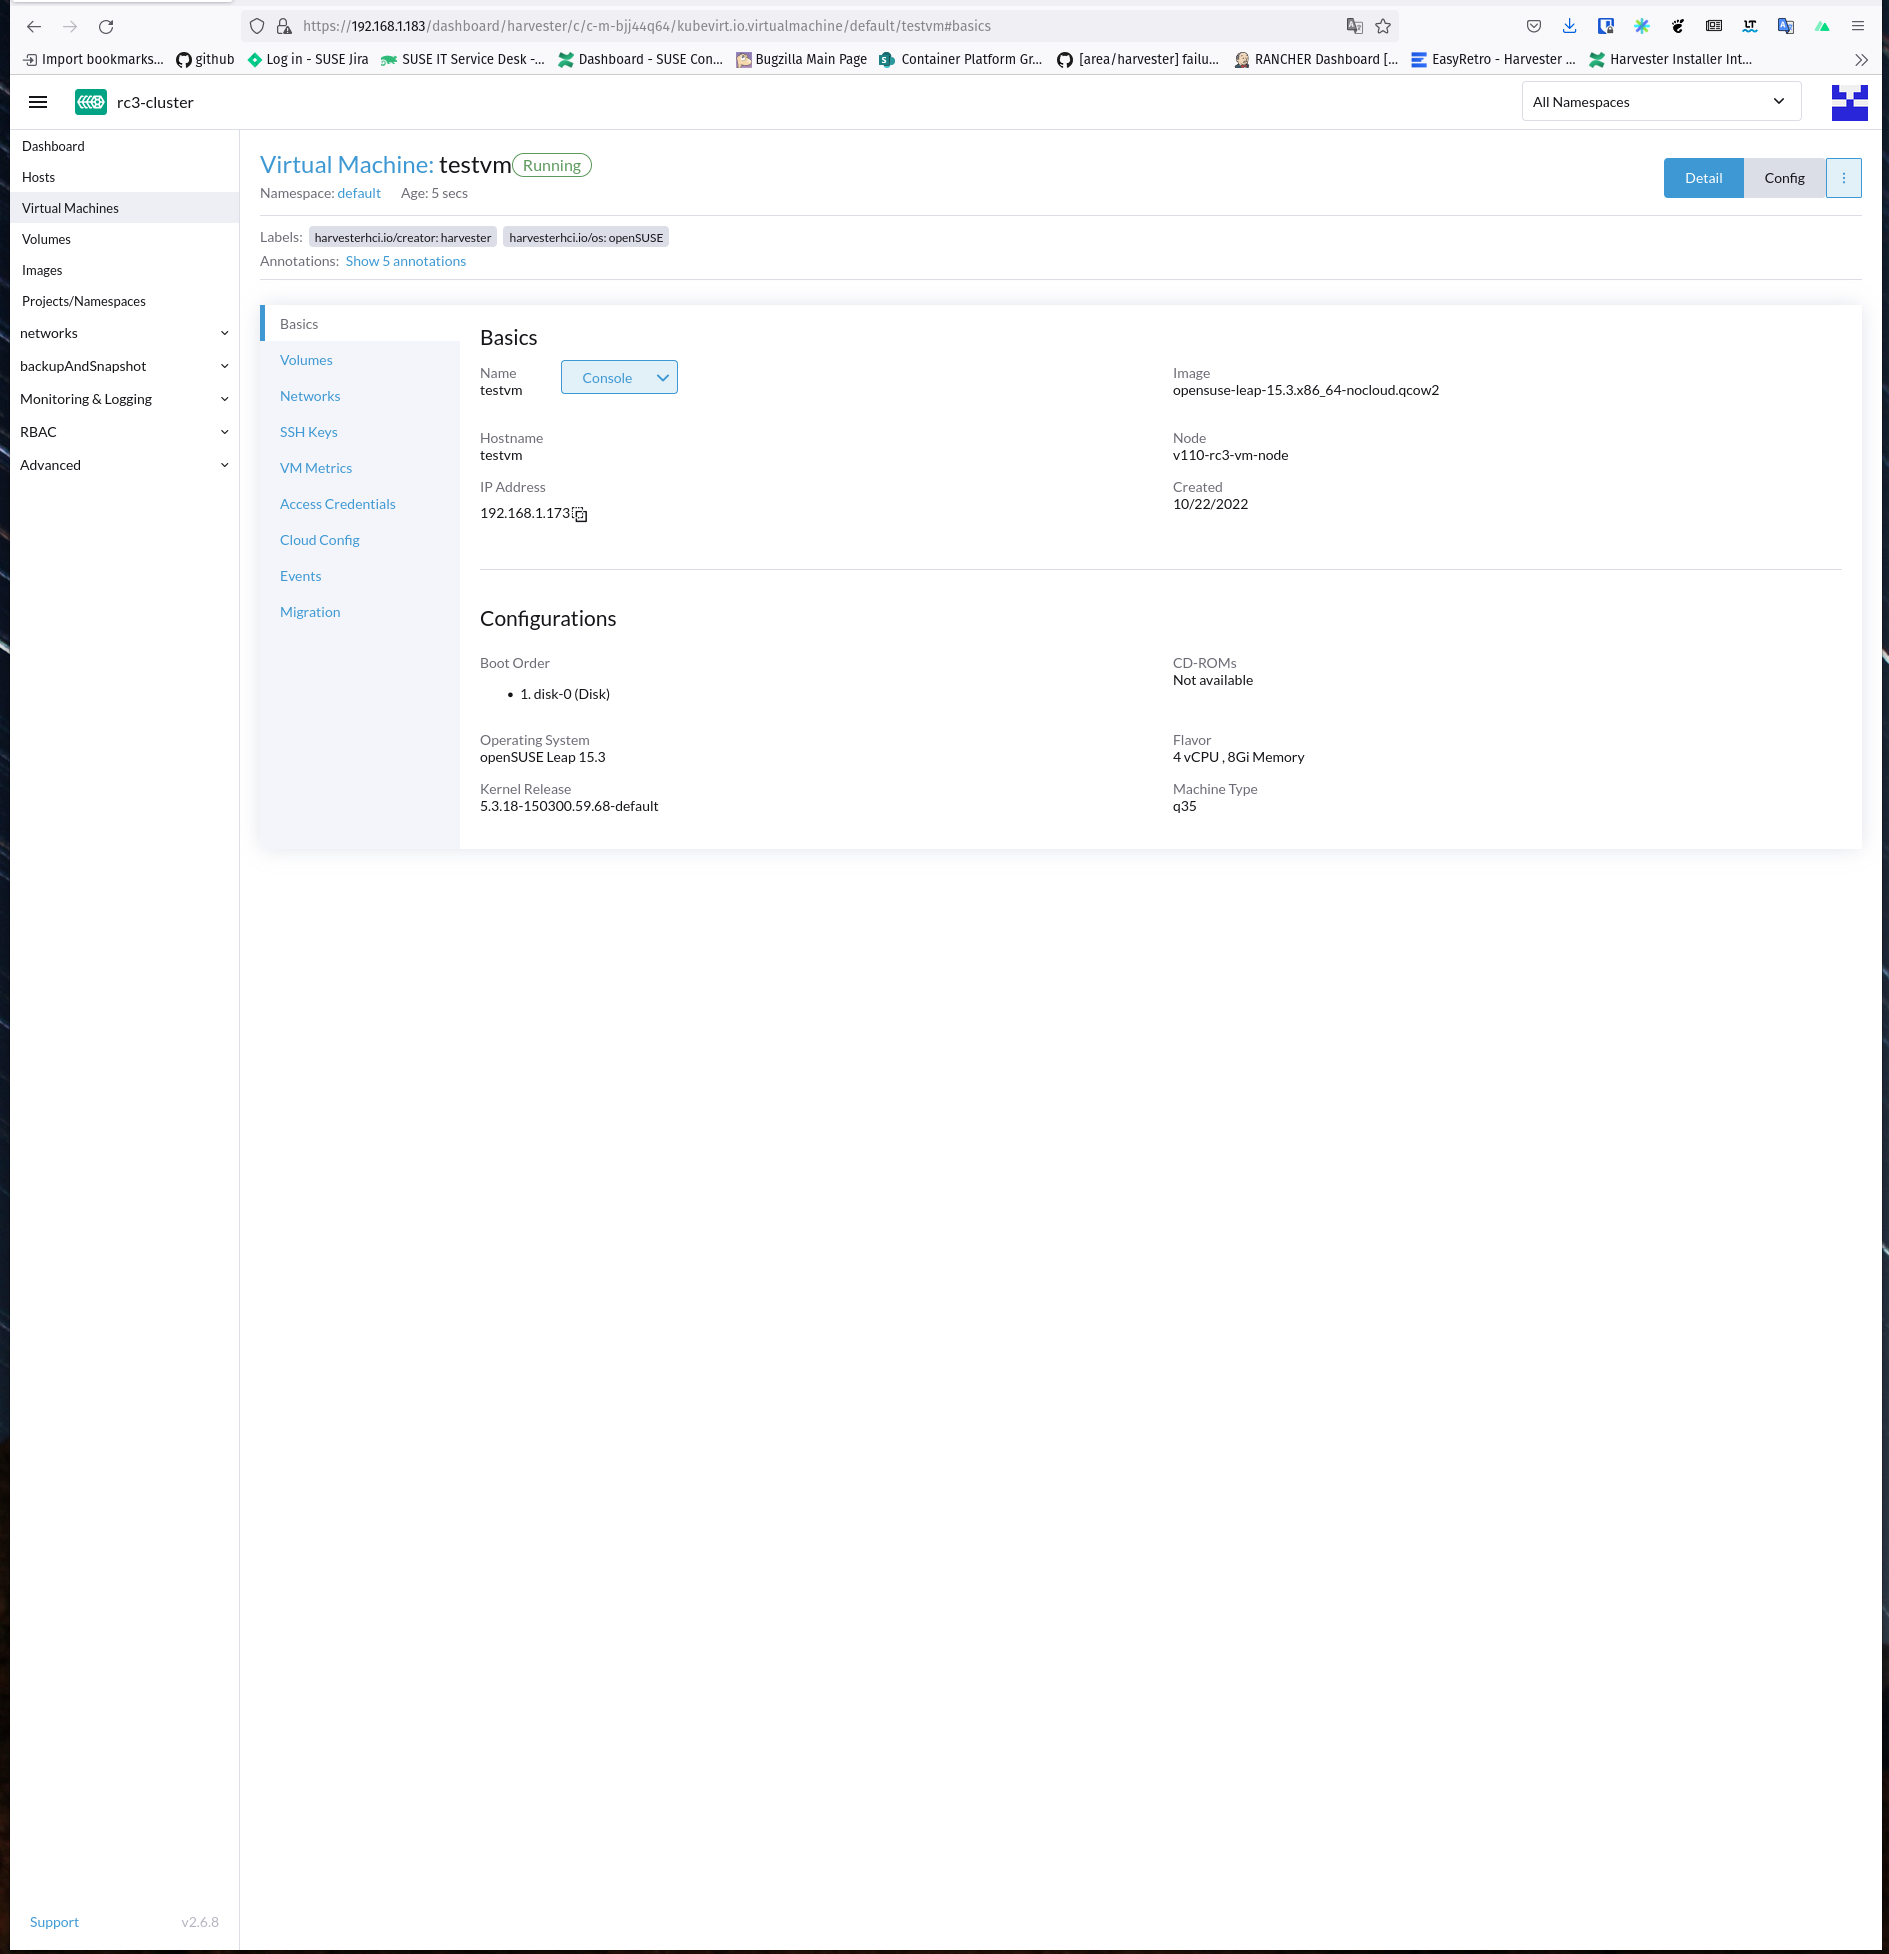 https://192.168.1.183/dashboard/harvester/c/c-m-bjj44q64/kubevirt.io.virtualmachine/default/testvm#basics
Import bookmarks... github Log in - SUSE Jira SUSE IT Service Desk -... Dashboard - SUSE Con... Bugzilla Main Page Container Platform Gr... [area/harvester] failu... RANCHER Dashboard [... EasyRetro - Harvester ... Harvester Installer Int...
rc3-cluster
All Namespaces
Dashboard
Hosts
Virtual Machines
Volumes
Images
Projects/Namespaces
networks
backupAndSnapshot
Monitoring & Logging
RBAC
Advanced
Virtual Machine: testvm Running
Namespace: default Age: 5 secs
Detail Config
Labels: harvesterhci.io/creator: harvester harvesterhci.io/os: openSUSE
Annotations: Show 5 annotations
Basics
Volumes
Networks
SSH Keys
VM Metrics
Access Credentials
Cloud Config
Events
Migration
Basics
Name
testvm
Console
Image
opensuse-leap-15.3.x86_64-nocloud.qcow2
Hostname
testvm
Node
v110-rc3-vm-node
IP Address
192.168.1.173
Created
10/22/2022
Configurations
Boot Order
• 1. disk-0 (Disk)
CD-ROMs
Not available
Operating System
openSUSE Leap 15.3
Flavor
4 vCPU , 8Gi Memory
Kernel Release
5.3.18-150300.59.68-default
Machine Type
q35
Support v2.6.8